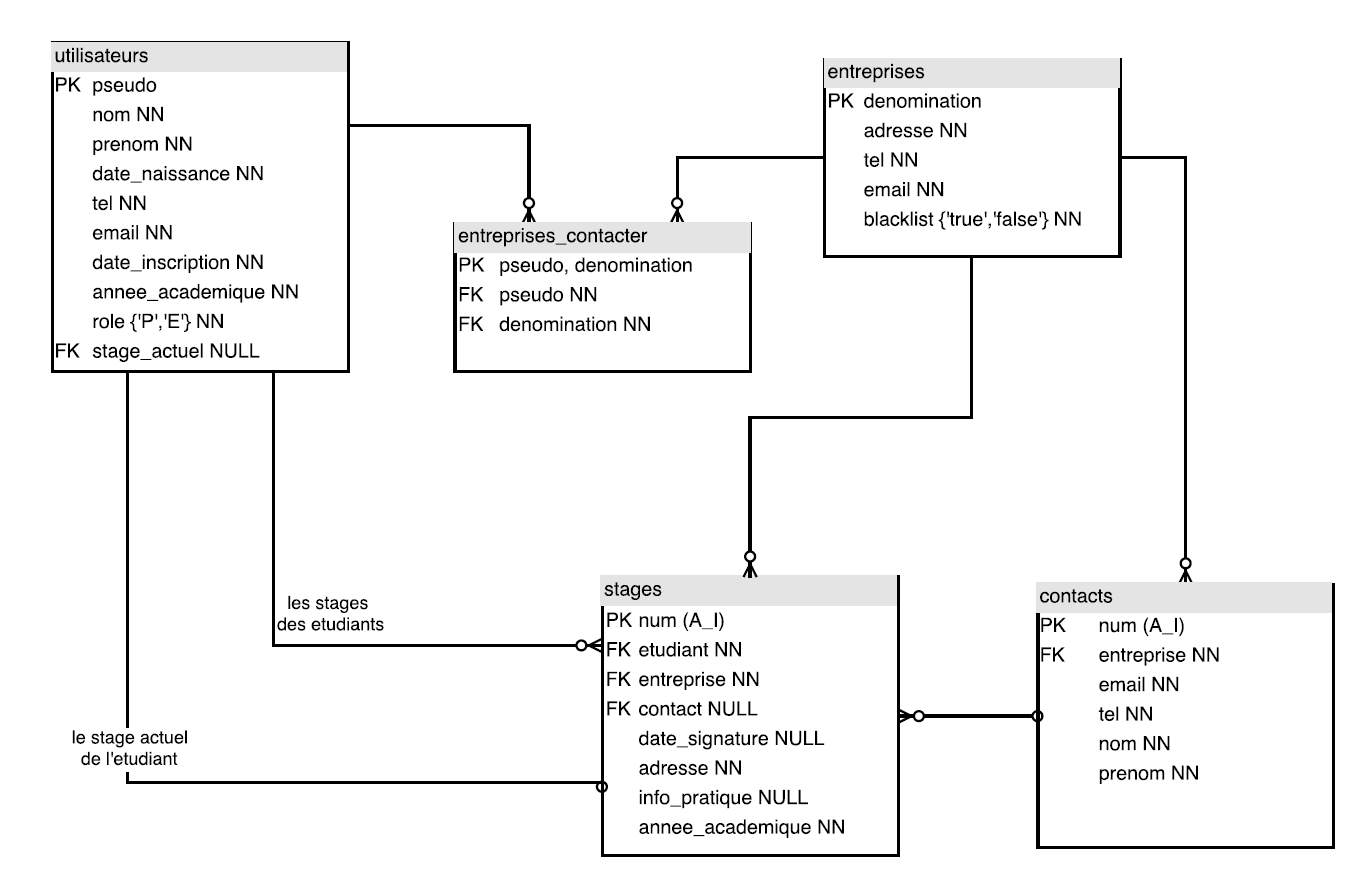 utilisateurs
PK pseudo
nom NN
prenom NN
date_naissance NN
tel NN
email NN
date_inscription NN
annee_academique NN
role {'P','E'} NN
FK stage_actuel NULL
entreprises
PK denomination
adresse NN
tel NN
email NN
blacklist {'true','false'} NN
entreprises_contacter
PK pseudo, denomination
FK pseudo NN
FK denomination NN
les stages
des etudiants
le stage actuel
de l'etudiant
stages
PK num (A_I)
FK etudiant NN
FK entreprise NN
FK contact NULL
date_signature NULL
adresse NN
info_pratique NULL
annee_academique NN
contacts
PK num (A_I)
FK entreprise NN
email NN
tel NN
nom NN
prenom NN